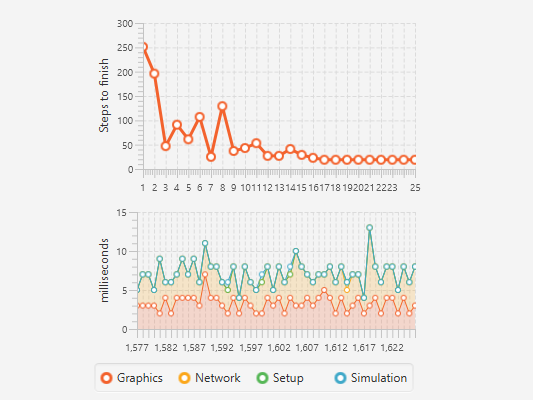 300
250
200
150
100
50
0
Steps to finish
1 2 3 4 5 6 7 8 9 10 11 12 13 14 15 16 17 18 19 20 21 22 23 25
15
10
5
0
milliseconds
1,577 1,582 1,587 1,592 1,597 1,602 1,607 1,612 1,617 1,622
Graphics Network Setup Simulation